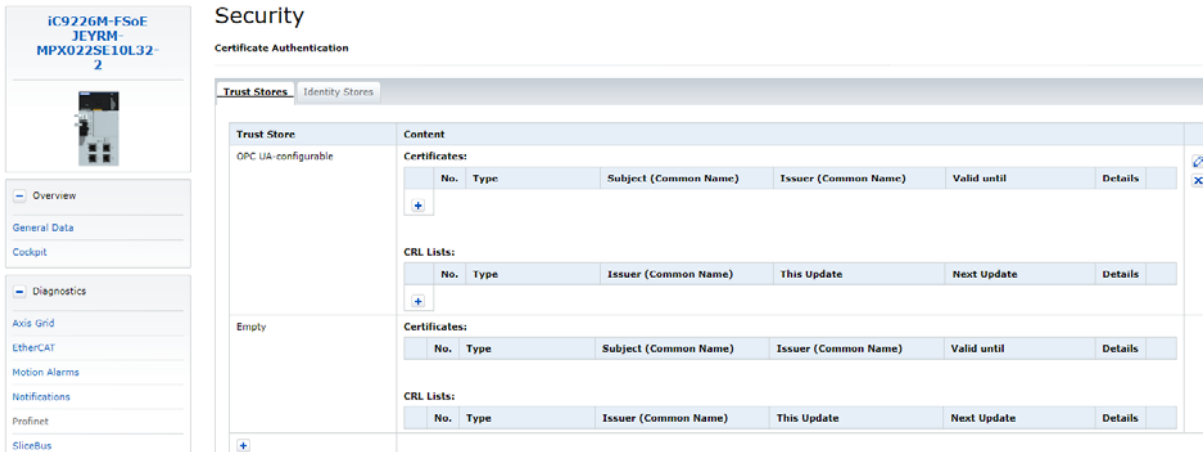 iC9226M-FSoE
JEYRM-
MPX022SE10L32-
2
Overview
General Data
Cockpit
Diagnostics
Axis Grid
EtherCAT
Motion Alarms
Notifications
Profinet
SliceBus
Security
Certificate Authentication
Trust Stores Identity Stores
Trust Store Content
OPC UA-configurable Certificates:
No. Type Subject (Common Name) Issuer (Common Name) Valid until Details
CRL Lists:
No. Type Issuer (Common Name) This Update Next Update Details
Empty Certificates:
No. Type Subject (Common Name) Issuer (Common Name) Valid until Details
CRL Lists:
No. Type Issuer (Common Name) This Update Next Update Details